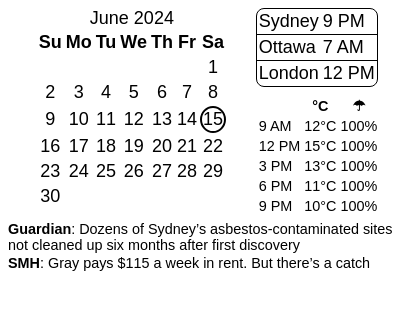 June 2024
Su Mo Tu We Th Fr Sa
1
2 3 4 5 6 7 8
9 10 11 12 13 14 15
16 17 18 19 20 21 22
23 24 25 26 27 28 29
30
Sydney 9 PM
Ottawa 7 AM
London 12 PM
°C ☂
9 AM 12°C 100%
12 PM 15°C 100%
3 PM 13°C 100%
6 PM 11°C 100%
9 PM 10°C 100%
Guardian: Dozens of Sydney’s asbestos-contaminated sites
not cleaned up six months after first discovery
SMH: Gray pays $115 a week in rent. But there’s a catch